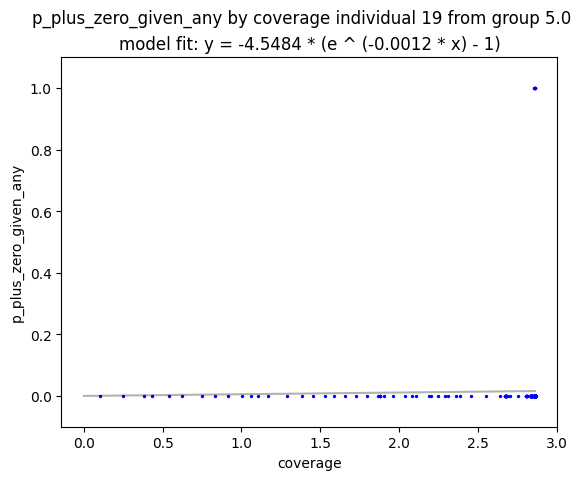 p_plus_zero_given_any by coverage individual 19 from group 5.0
model fit: y = -4.5484 * (e ^ (-0.0012 * x) - 1)
1.0
0.8
0.6
0.4
0.2
0.0
p_plus_zero_given_any
0.0 0.5 1.0 1.5 2.0 2.5 3.0
coverage